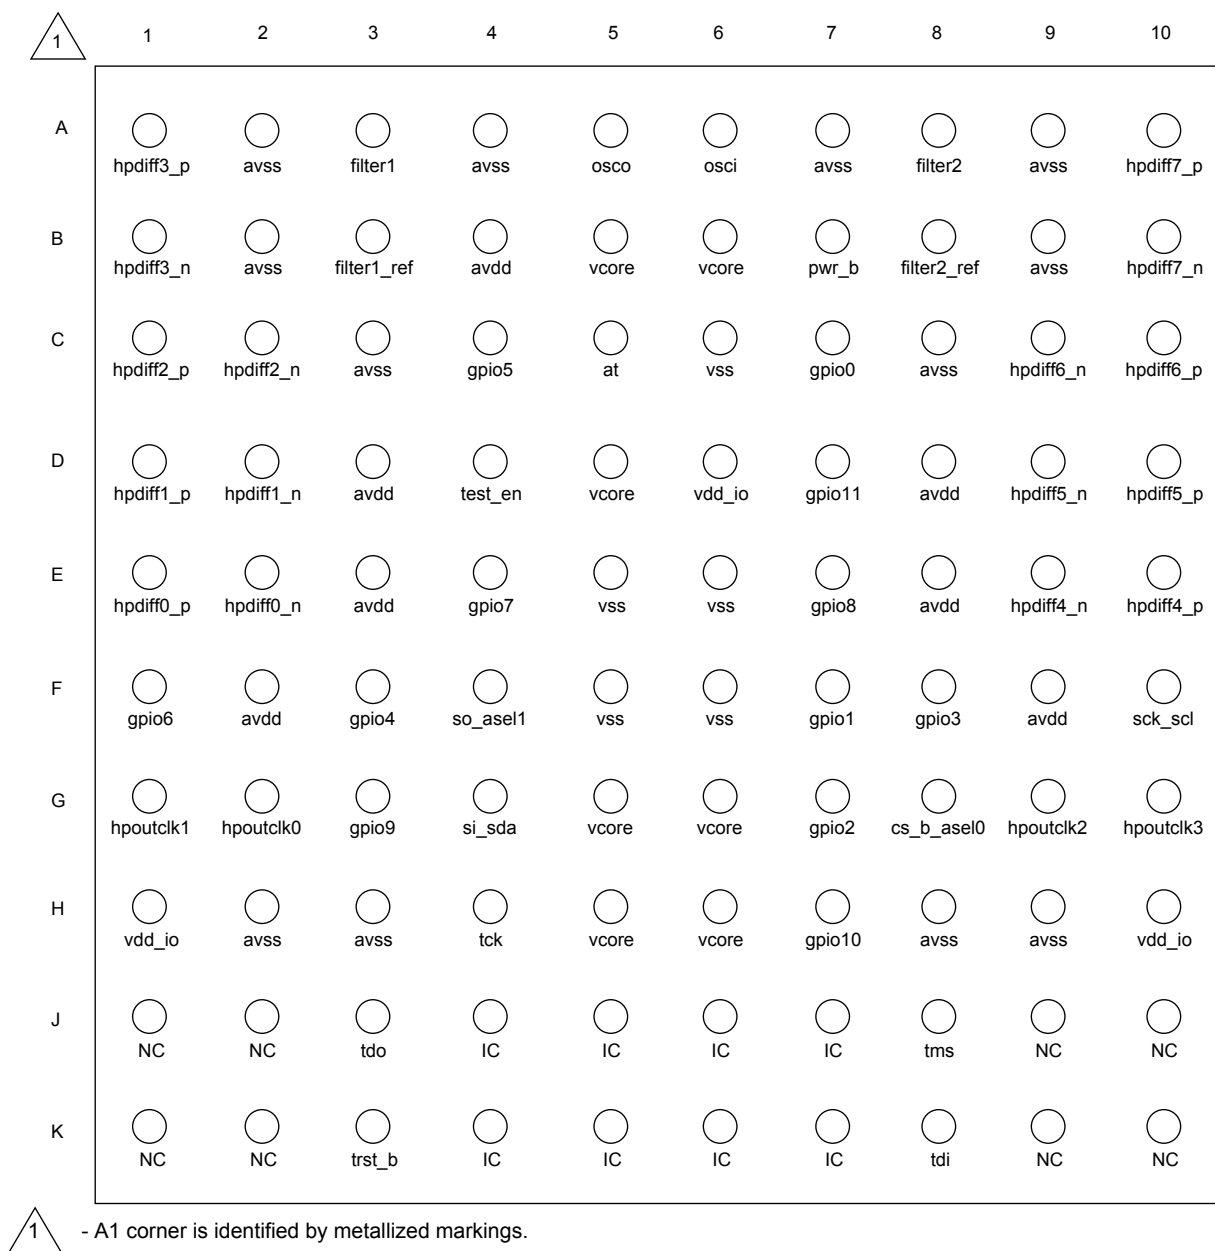 1 1 2 3 4 5 6 7 8 9 10
A
hpdiff3_p avss filter1 avss osco osci avss filter2 avss hpdiff7_p
B
hpdiff3_n avss filter1_ref avdd vcore vcore pwr_b filter2_ref avss hpdiff7_n
C
hpdiff2_p hpdiff2_n avss gpio5 at vss gpio0 avss hpdiff6_n hpdiff6_p
D
hpdiff1_p hpdiff1_n avdd test_en vcore vdd_io gpio11 avdd hpdiff5_n hpdiff5_p
E
hpdiff0_p hpdiff0_n avdd gpio7 vss vss gpio8 avdd hpdiff4_n hpdiff4_p
F
gpio6 avdd gpio4 so_asel1 vss vss gpio1 gpio3 avdd sck_scl
G
hpoutclk1 hpoutclk0 gpio9 si_sda vcore vcore gpio2 cs_b_asel0 hpoutclk2 hpoutclk3
H
vdd_io avss avss tck vcore vcore gpio10 avss avss vdd_io
J
NC NC tdo IC IC IC IC tms NC NC
K
NC NC trst_b IC IC IC IC tdi NC NC
1 - A1 corner is identified by metallized markings.